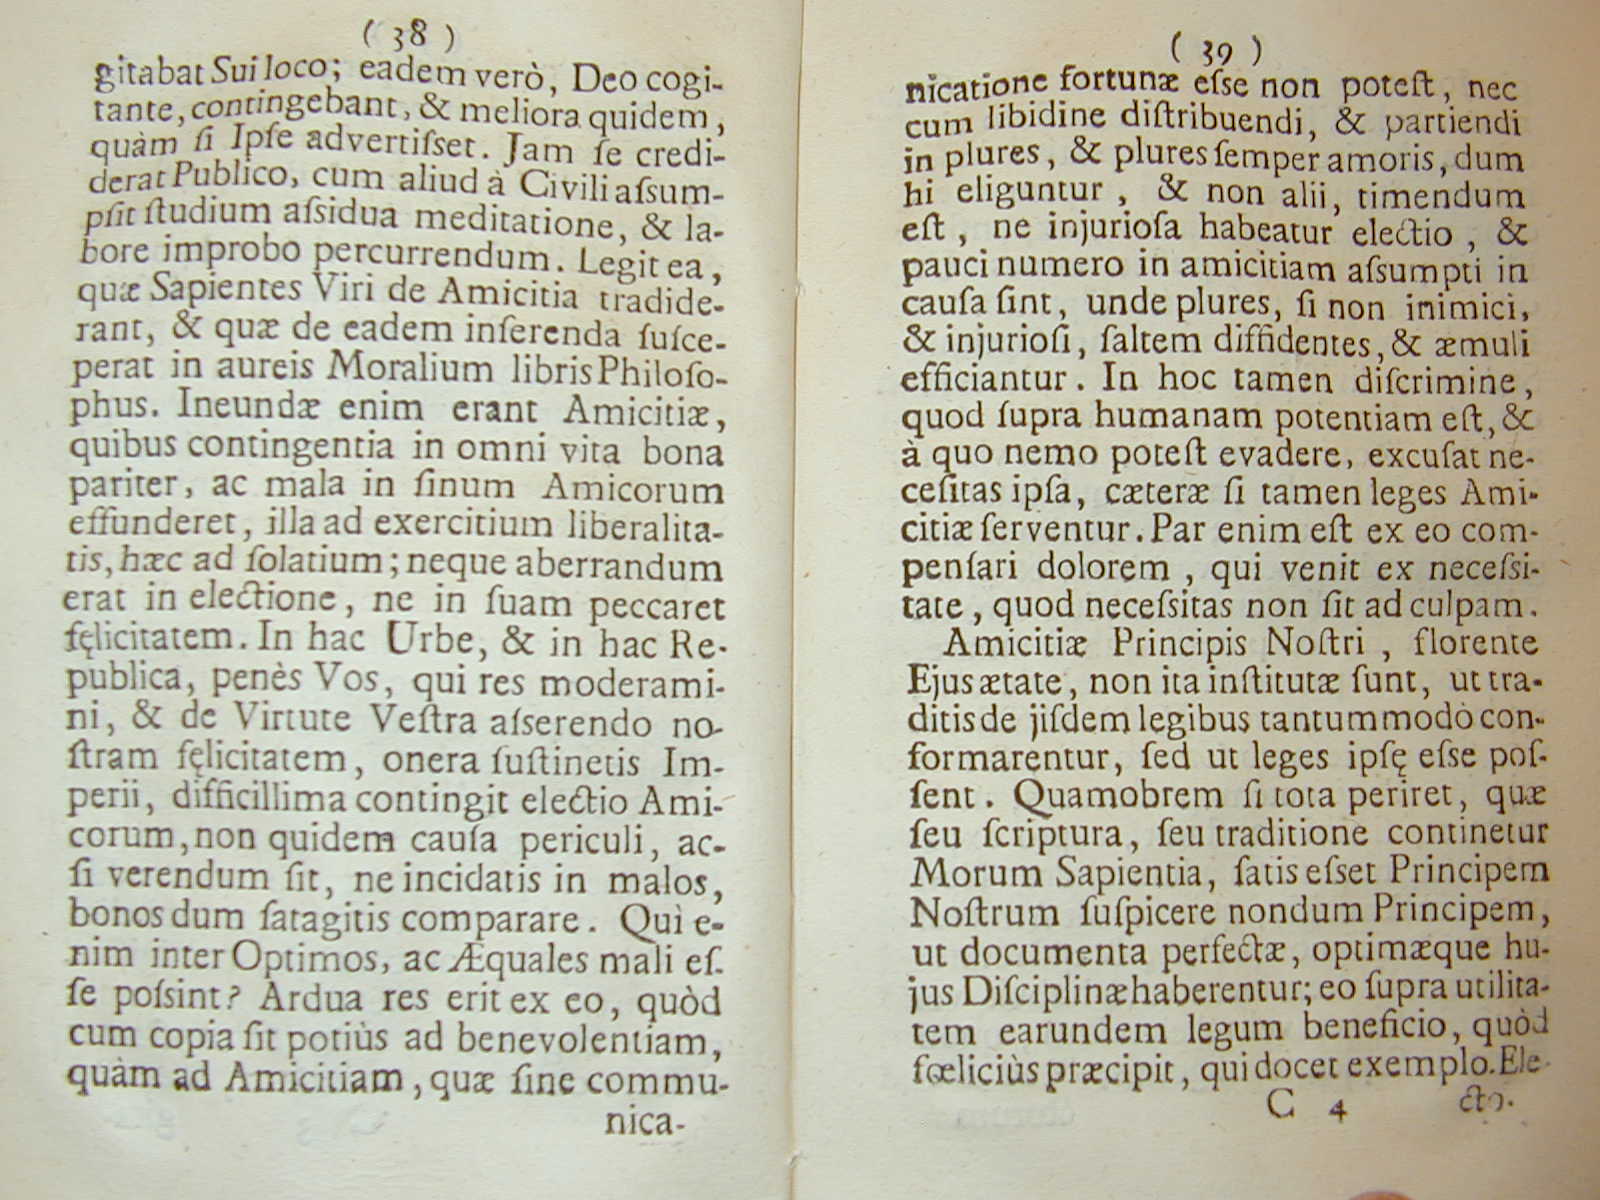 ( 38 )
gitabat Sui loco; eadem verò, Deo cogi-
tante, contingebant, & meliora quidem,
quàm ſi Ipſe advertiſset. Jam ſe credi-
derat Publico, cum aliud à Civili aſsum-
pſit ſtudium aſsidua meditatione, & la-
bore improbo percurrendum. Legit ea,
quæ Sapientes Viri de Amicitia tradide-
rant, & quæ de eadem inſerenda ſuſce-
perat in aureis Moralium libris Philoſo-
phus. Ineundæ enim erant Amicitiæ,
quibus contingentia in omni vita bona
pariter, ac mala in ſinum Amicorum
effunderet, illa ad exercitium liberalita-
tis, hæc ad ſolatium; neque aberrandum
erat in electione, ne in ſuam peccaret
fęlicitatem. In hac Urbe, & in hac Re-
publica, penès Vos, qui res moderami-
ni, & de Virtute Veſtra aſserendo no-
ſtram fęlicitatem, onera ſuſtinetis Im-
perii, difficillima contingit electio Ami-
corum, non quidem cauſa periculi, ac-
ſi verendum ſit, ne incidatis in malos,
bonos dum ſatagitis comparare. Quì e-
nim inter Optimos, ac Æquales mali eſ-
ſe poſsint? Ardua res erit ex eo, quòd
cum copia ſit potiùs ad benevolentiam,
quàm ad Amicitiam, quæ ſine commu-
nica-
( 39 )
nicatione fortunæ eſse non poteſt, nec
cum libidine diſtribuendi, & partiendi
in plures, & plures ſemper amoris, dum
hi eliguntur, & non alii, timendum
eſt, ne injurioſa habeatur electio, &
pauci numero in amicitiam aſsumpti in
cauſa ſint, unde plures, ſi non inimici,
& injurioſi, ſaltem diffidentes, & æmuli
efficiantur. In hoc tamen diſcrimine,
quod ſupra humanam potentiam eſt, &
à quo nemo poteſt evadere, excuſat ne-
ceſitas ipſa, cæteræ ſi tamen leges Ami-
citiæ ſerventur. Par enim eſt ex eo com-
penſari dolorem, qui venit ex neceſsi-
tate, quod neceſsitas non ſit ad culpam.
Amicitiæ Principis Noſtri, florente
Ejus ætate, non ita inſtitutæ ſunt, ut tra-
ditis de jiſdem legibus tantummodò con-
formarentur, ſed ut leges ipſę eſse poſ-
ſent. Quamobrem ſi tota periret, quæ
ſeu ſcriptura, ſeu traditione continetur
Morum Sapientia, ſatis eſset Principem
Noſtrum ſuſpicere nondum Principem,
ut documenta perfectæ, optimæque hu-
jus Diſciplinæ haberentur; eo ſupra utilita-
tem earundem legum beneficio, quòd
fœliciùs præcipit, qui docet exemplo. Ele-
C 4 cto-